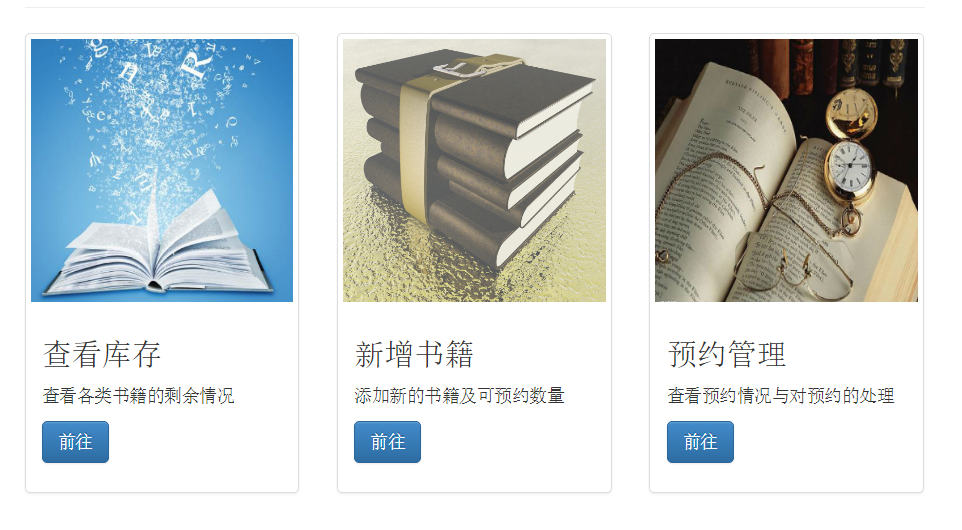 查看库存
查看各类书籍的剩余情况
前往
新增书籍
添加新的书籍及可预约数量
前往
预约管理
查看预约情况与对预约的处理
前往